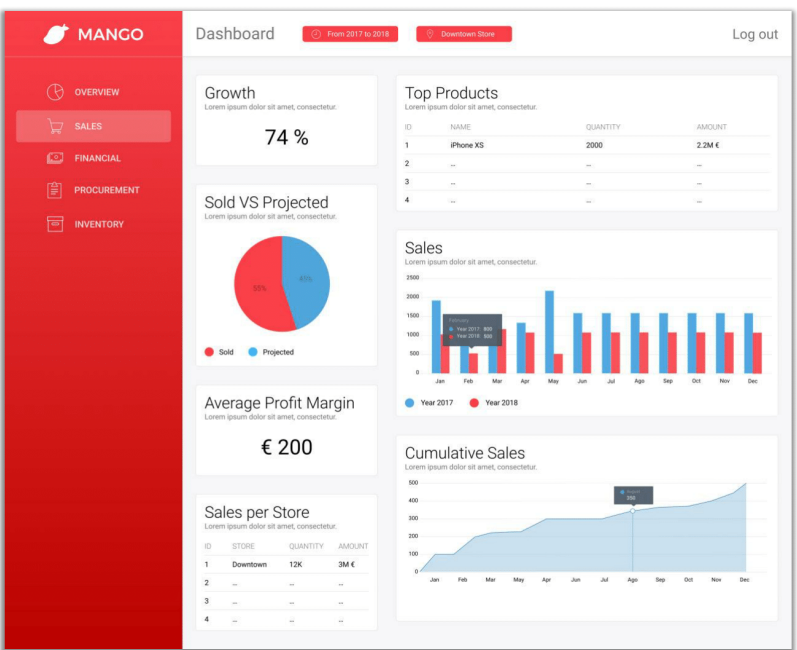 MANGO
Dashboard
From 2017 to 2018
Downtown Store
Log out
OVERVIEW
SALES
FINANCIAL
PROCUREMENT
INVENTORY
Growth
Lorem ipsum dolor sit amet, consectetur.
74 %
Sold VS Projected
Lorem ipsum dolor sit amet, consectetur.
55%
45%
Sold
Projected
Average Profit Margin
Lorem ipsum dolor sit amet, consectetur.
€ 200
Sales per Store
Lorem ipsum dolor sit amet, consectetur.
ID STORE QUANTITY AMOUNT
1 Downtown 12K 3M €
2 ... ... ...
3 ... ... ...
4 ... ... ...
Top Products
Lorem ipsum dolor sit amet, consectetur.
ID NAME QUANTITY AMOUNT
1 iPhone XS 2000 2.2M €
2 ... ... ...
3 ... ... ...
4 ... ... ...
Sales
Lorem ipsum dolor sit amet, consectetur.
2500
2000
1500
1000
500
0
February
Year 2017 800
Year 2018 500
Jan Feb Mar Apr May Jun Jul Ago Sep Oct Nov Dec
Year 2017
Year 2018
Cumulative Sales
Lorem ipsum dolor sit amet, consectetur.
500
400
300
200
100
0
August
350
Jan Feb Mar May Apr Jun Jul Ago Sep Oct Nov Dec